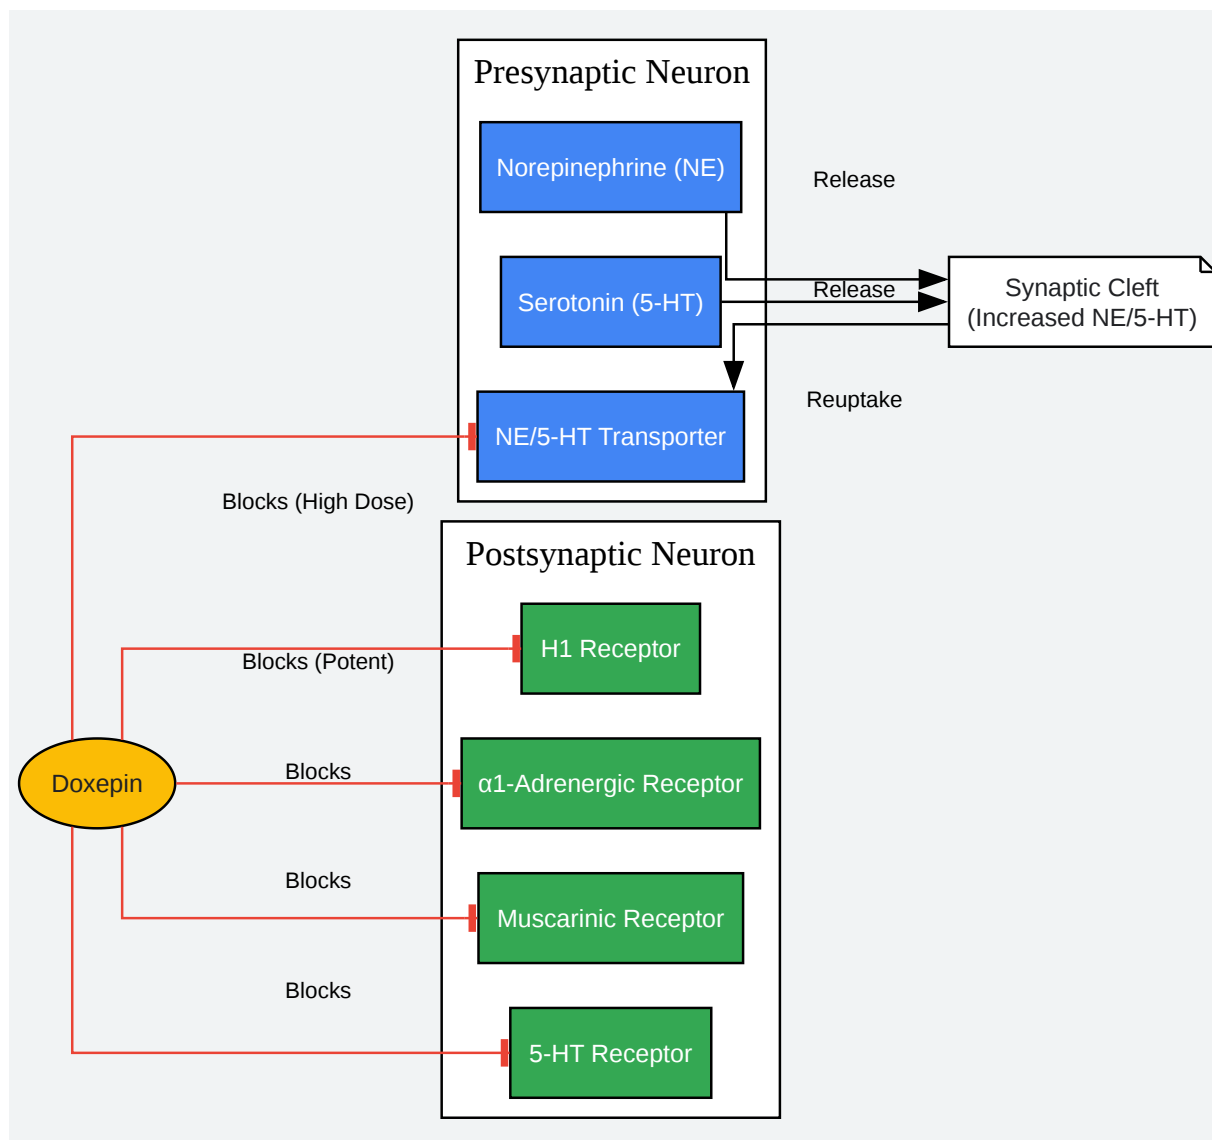 Presynaptic Neuron
Norepinephrine (NE)
Release
Serotonin (5-HT)
Release
Synaptic Cleft
(Increased NE/5-HT)
Reuptake
NE/5-HT Transporter
Blocks (High Dose)
Postsynaptic Neuron
H1 Receptor
Blocks (Potent)
Doxepin
Blocks
α1-Adrenergic Receptor
Blocks
Muscarinic Receptor
Blocks
5-HT Receptor